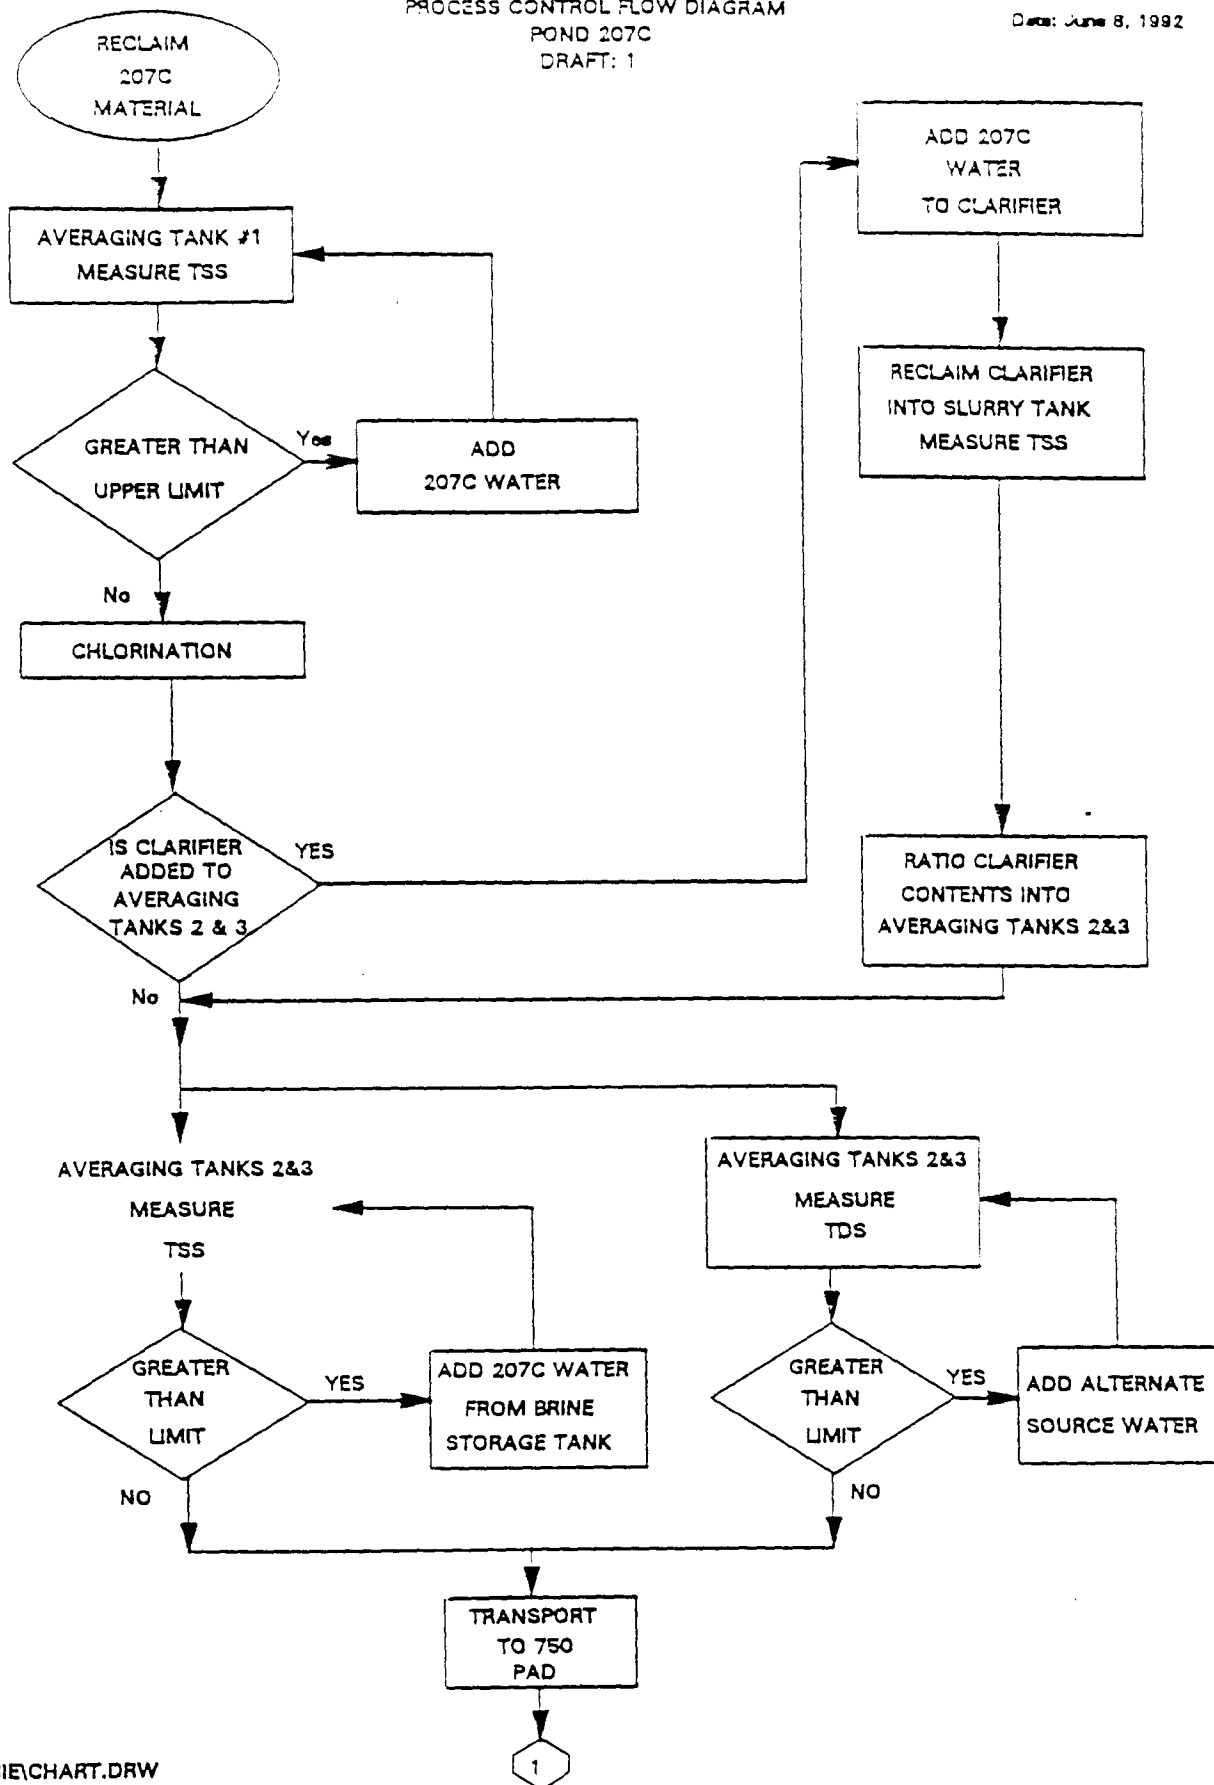 PROCESS CONTROL FLOW DIAGRAM
POND 207C
DRAFT: 1
Date: June 8, 1992
RECLAIM
207C
MATERIAL
AVERAGING TANK #1
MEASURE TSS
GREATER THAN
UPPER LIMIT
Yes
ADD
207C WATER
No
CHLORINATION
IS CLARIFIER
ADDED TO
AVERAGING
TANKS 2 & 3
YES
No
ADD 207C
WATER
TO CLARIFIER
RECLAIM CLARIFIER
INTO SLURRY TANK
MEASURE TSS
RATIO CLARIFIER
CONTENTS INTO
AVERAGING TANKS 2&3
AVERAGING TANKS 2&3
MEASURE
TSS
GREATER
THAN
LIMIT
YES
ADD 207C WATER
FROM BRINE
STORAGE TANK
NO
AVERAGING TANKS 2&3
MEASURE
TDS
GREATER
THAN
LIMIT
YES
ADD ALTERNATE
SOURCE WATER
NO
TRANSPORT
TO 750
PAD
1
IE\CHART.DRW